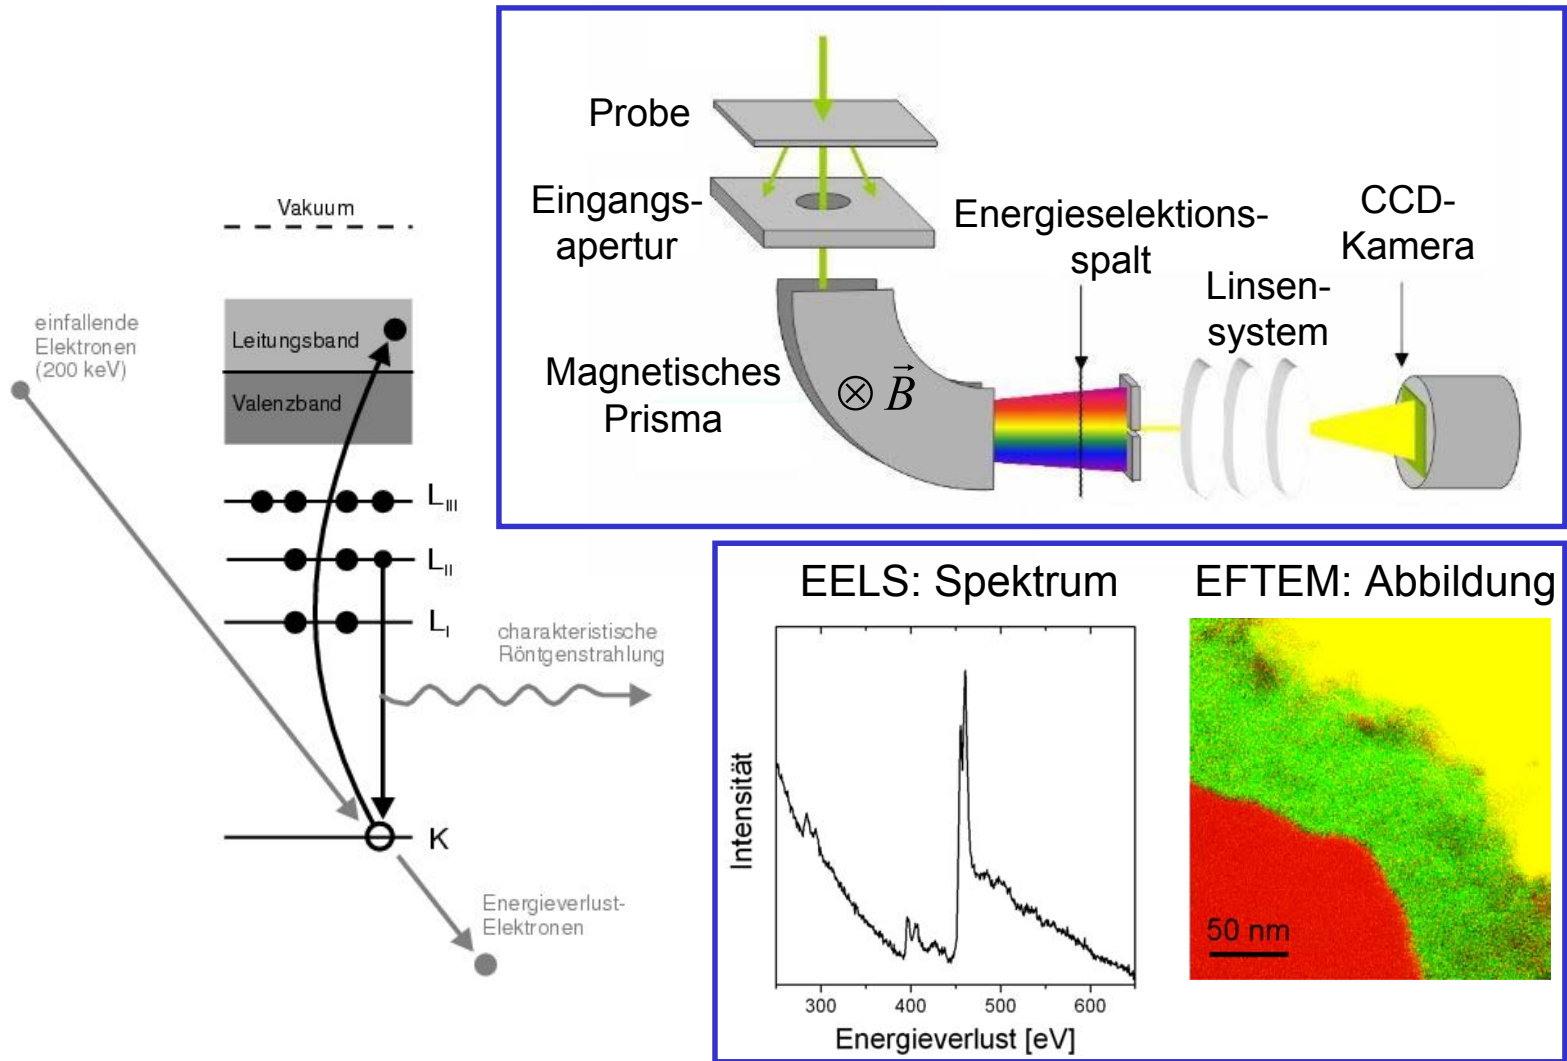 Vakuum
einfallende
Elektronen
(200 keV)
Leitungsband
Valenzband
L_III
L_II
L_I
charakteristische
Röntgenstrahlung
K
Energieverlust-
Elektronen
Probe
Eingangs-
apertur
Magnetisches
Prisma
⊗ B⃗
Energieselektions-
spalt
Linsen-
system
CCD-
Kamera
EELS: Spektrum
Intensität
300 400 500 600
Energieverlust [eV]
EFTEM: Abbildung
50 nm